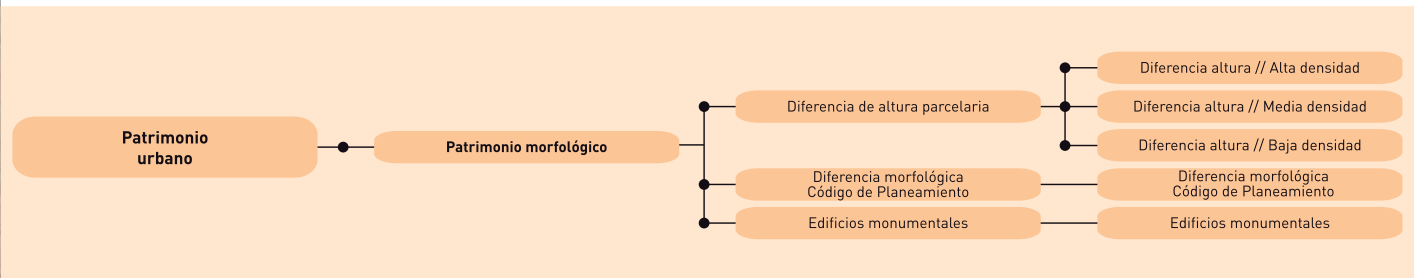 Patrimonio
urbano
Patrimonio morfológico
Diferencia de altura parcelaria
Diferencia altura // Alta densidad
Diferencia altura // Media densidad
Diferencia altura // Baja densidad
Diferencia morfológica
Código de Planeamiento
Diferencia morfológica
Código de Planeamiento
Edificios monumentales
Edificios monumentales